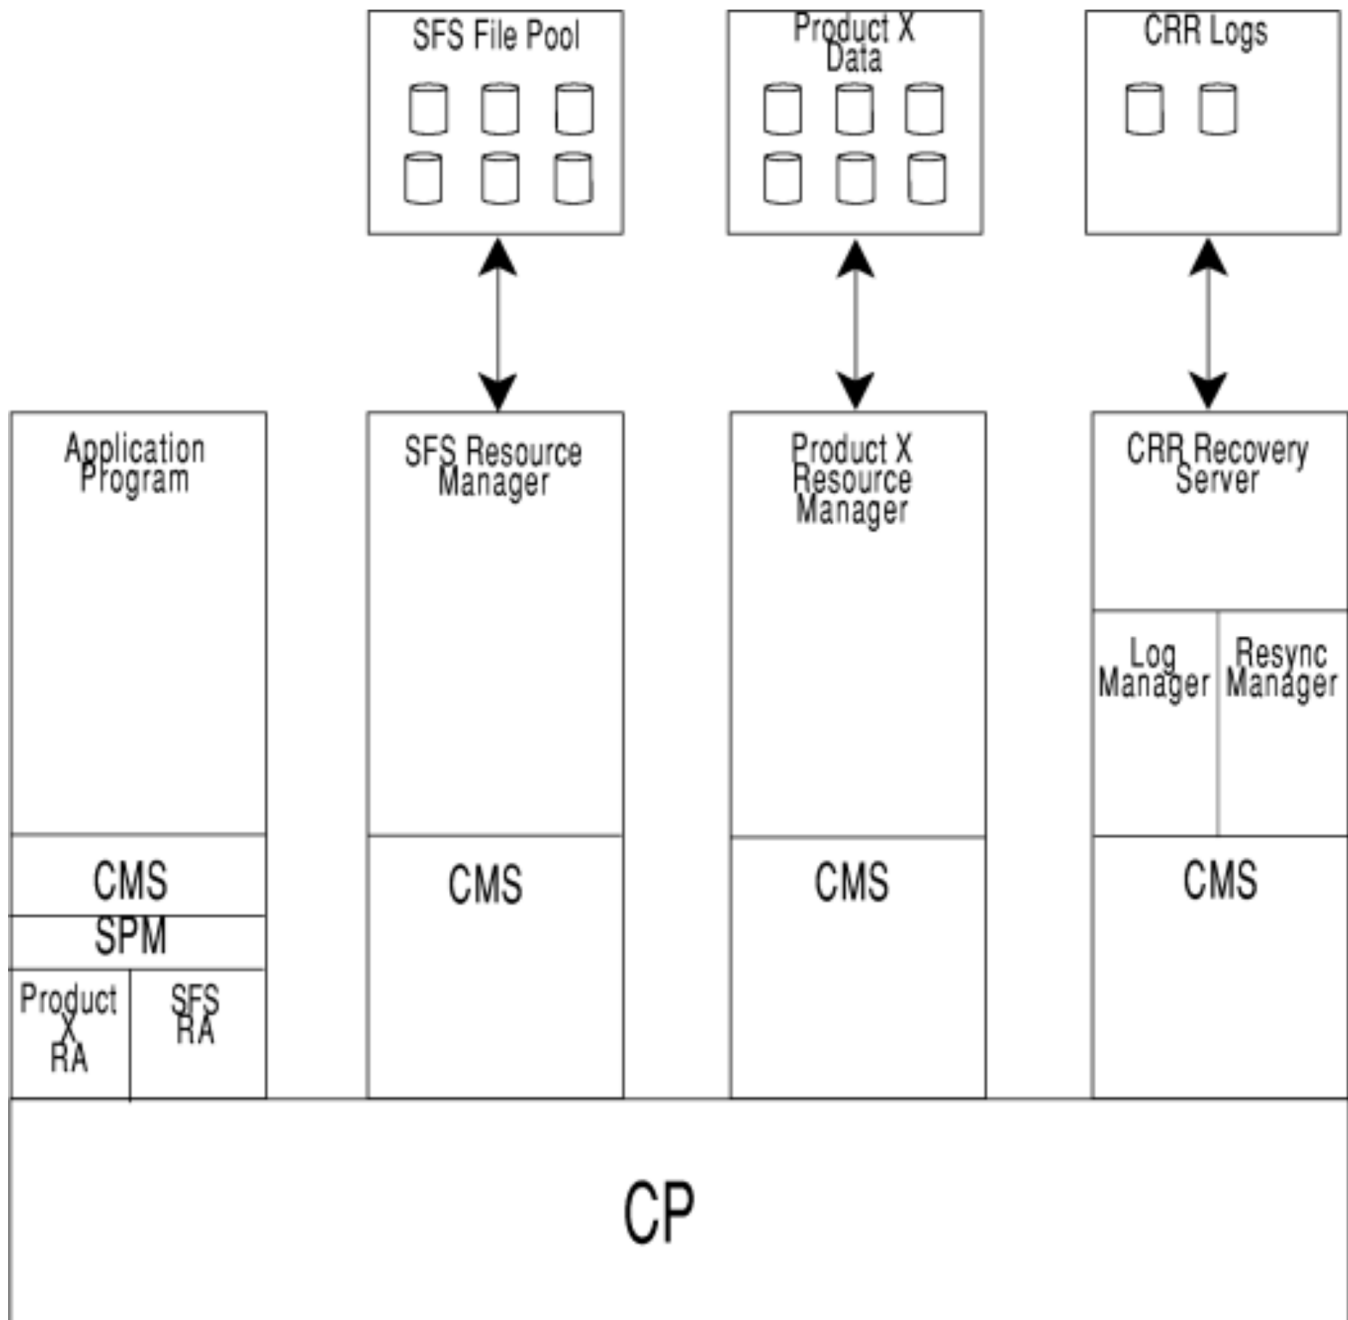 SFS File Pool
Product X
Data
CRR Logs
Application
Program
SFS Resource
Manager
Product X
Resource
Manager
CRR Recovery
Server
Log
Manager
Resync
Manager
CMS
SPM
Product
X
RA
SFS
RA
CMS
CMS
CMS
CP